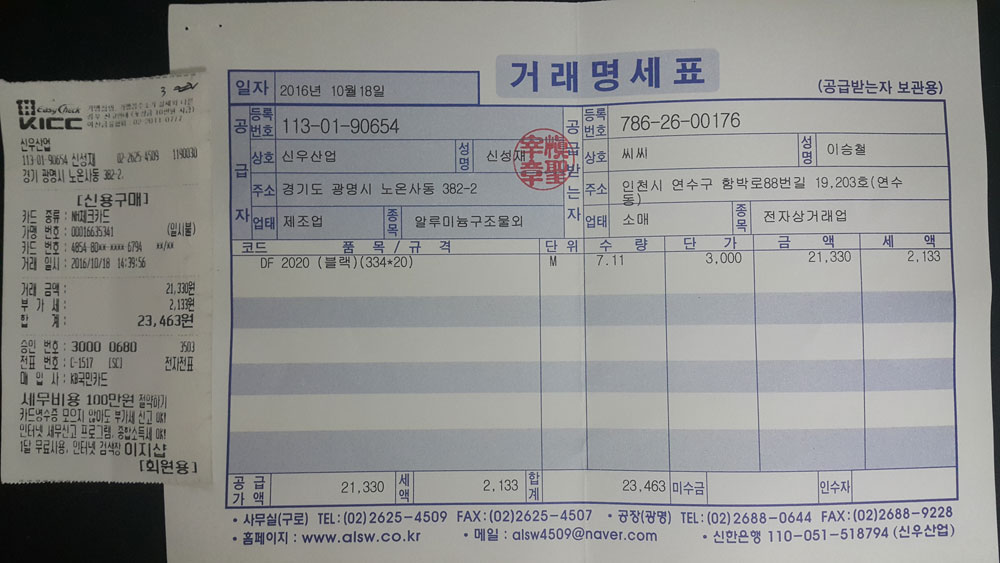 3
Easy Check
KICC
신우산업
113-01-90654 신성재 02-2625-4509 1190030
경기 광명시 노온사동 382-2.
[신용구매]
카드 종류 : NH체크카드
가맹 번호 : 00016635341 (일시불)
카드 번호 : 4854-80**-****-6794 **/**
거래 일시 : 2016/10/18 14:39:56
거래 금액 : 21,330원
부 가 세 : 2,133원
합 계 : 23,463원
승인 번호 : 3000 0680 3503
전표 번호 : C-1517 [SC] 전자전표
매 입 사 : KB국민카드
세무비용 100만원 절약하기
카드영수증 모으지 않아도 부가세 신고 OK!
인터넷 세무신고 프로그램, 종합소득세 OK!
1달 무료사용, 인터넷 검색창 이지샵
[회원용]
거래명세표
(공급받는자 보관용)
일자 2016년 10월18일
공급자
등록번호 113-01-90654
상호 신우산업 성명 신성재
주소 경기도 광명시 노온사동 382-2
업태 제조업 종목 알루미늄구조물외
공급받는자
등록번호 786-26-00176
상호 씨씨 성명 이승철
주소 인천시 연수구 함박로88번길 19,203호(연수
동)
업태 소매 종목 전자상거래업
코드 품 목 / 규 격 단 위 수 량 단 가 금 액 세 액
DF 2020 (블랙)(334*20) M 7.11 3,000 21,330 2,133
공급가액 21,330 세액 2,133 합계 23,463 미수금 인수자
• 사무실(구로) TEL:(02)2625-4509 FAX:(02)2625-4507 • 공장(광명) TEL:(02)2688-0644 FAX:(02)2688-9228
• 홈페이지 : www.alsw.co.kr • 메일 : alsw4509@naver.com • 신한은행 110-051-518794 (신우산업)